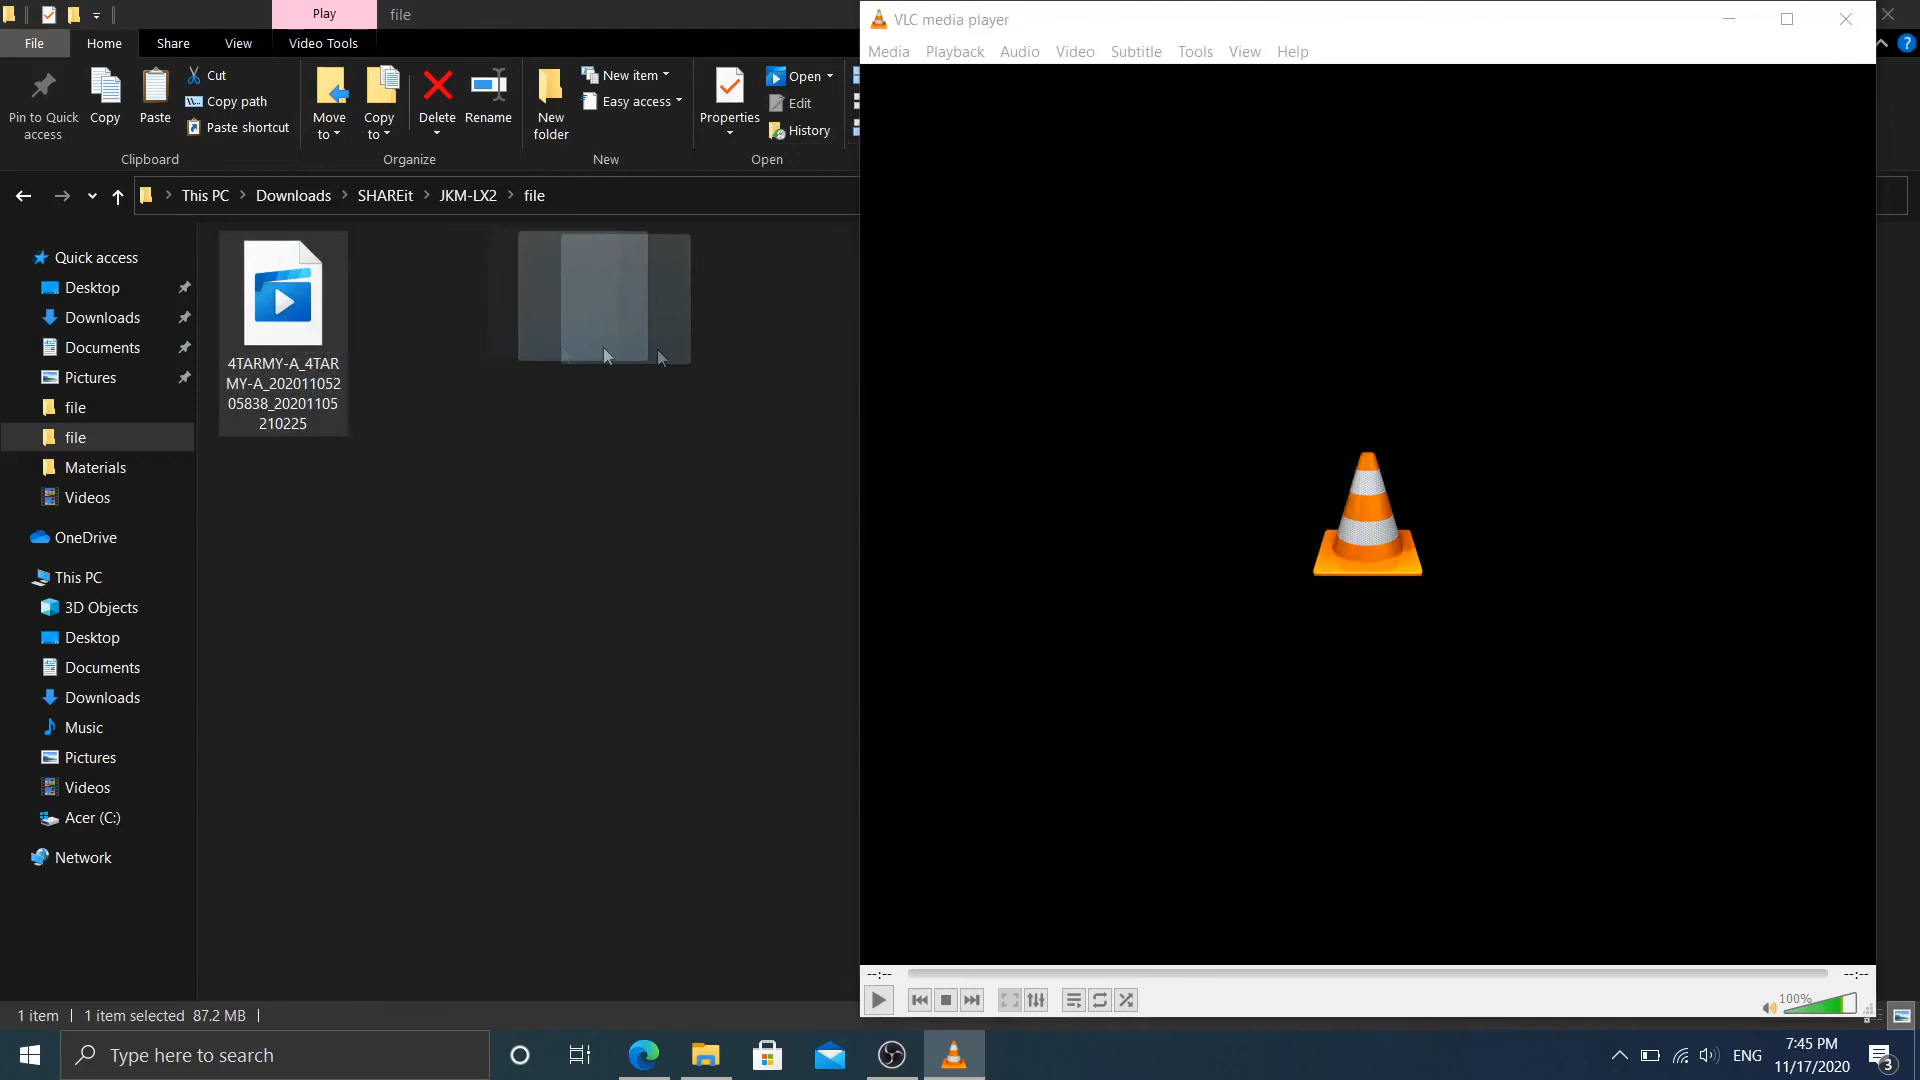 Play
file
File
Home
Share
View
Video Tools
Pin to Quick
access
Copy
Paste
Cut
Copy path
Paste shortcut
Clipboard
Move
to
Copy
to
Delete
Rename
Organize
New
folder
New item
Easy access
New
Properties
Open
Edit
History
Open
This PC
Downloads
SHAREit
JKM-LX2
file
Quick access
Desktop
Downloads
Documents
Pictures
file
file
Materials
Videos
OneDrive
This PC
3D Objects
Desktop
Documents
Downloads
Music
Pictures
Videos
Acer (C:)
Network
4TARMY-A_4TAR
MY-A_202011052
05838_20201105
210225
1 item
1 item selected 87.2 MB
VLC media player
Media
Playback
Audio
Video
Subtitle
Tools
View
Help
--:--
--:--
100%
Type here to search
ENG
7:45 PM
11/17/2020
3